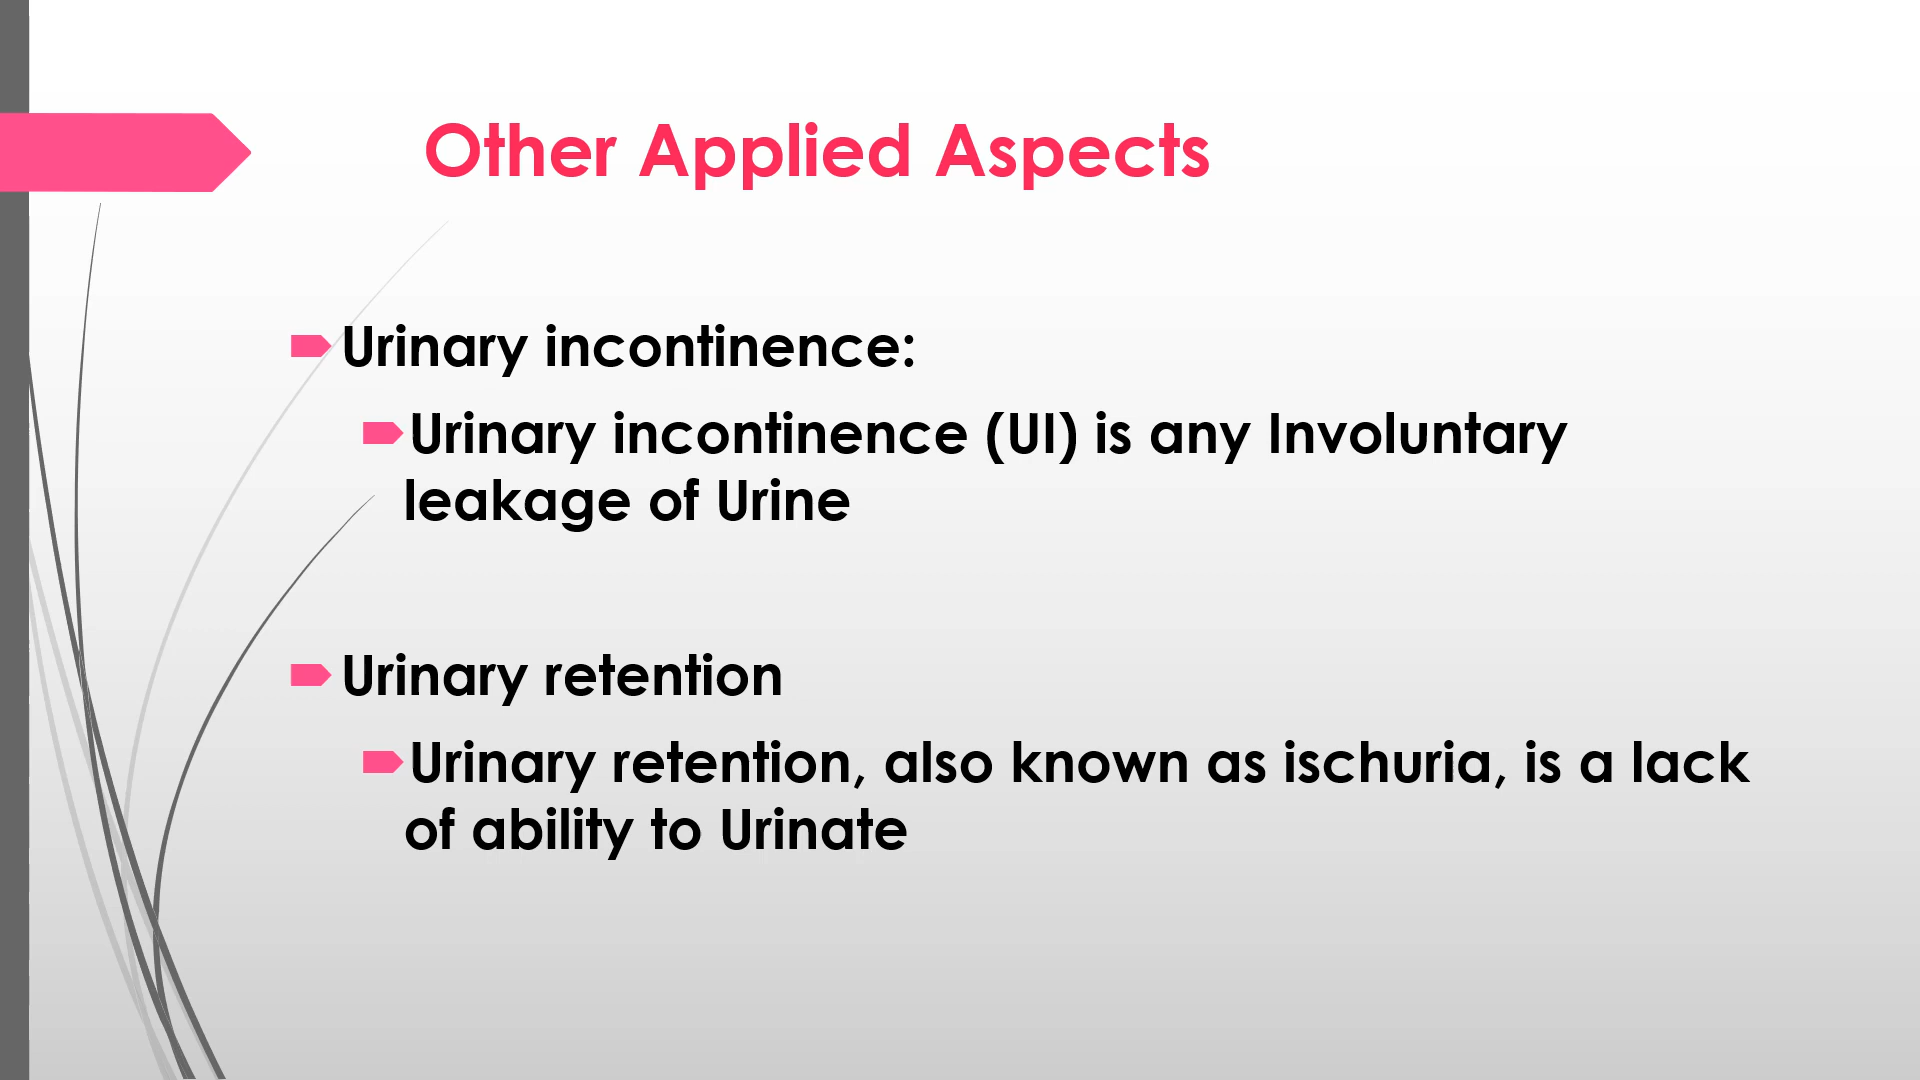 Other Applied Aspects
Urinary incontinence:
Urinary incontinence (UI) is any Involuntary
leakage of Urine
Urinary retention
Urinary retention, also known as ischuria, is a lack
of ability to Urinate